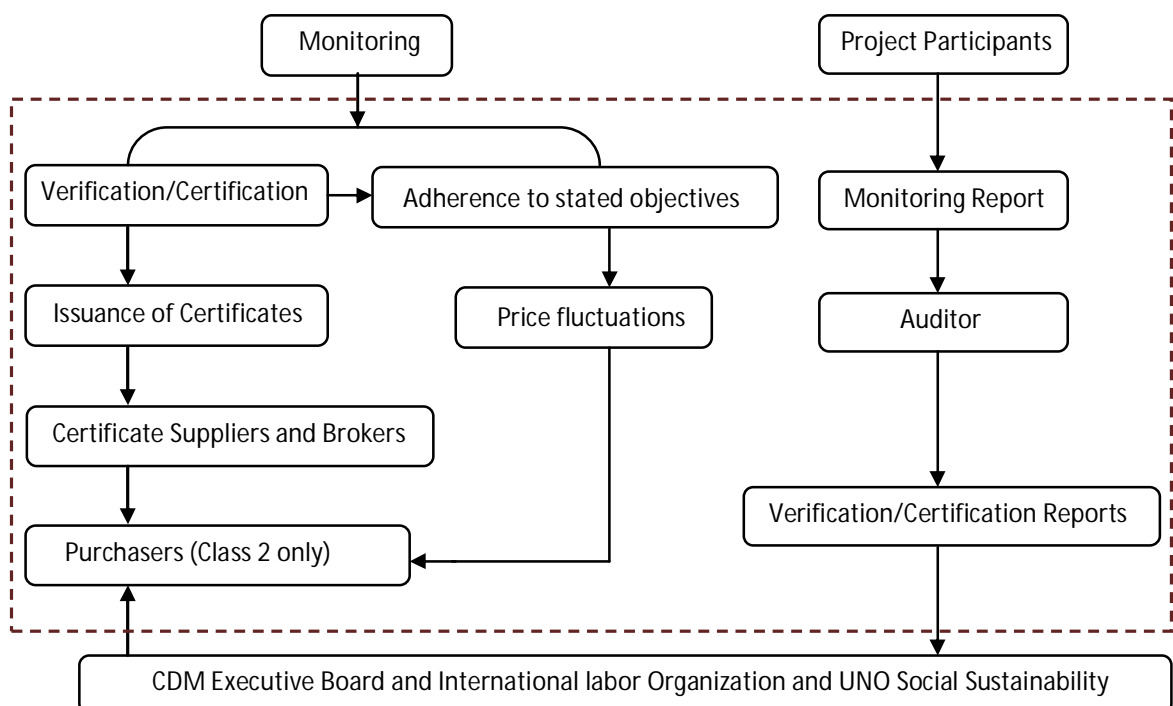 Monitoring
Project Participants
Verification/Certification
Adherence to stated objectives
Monitoring Report
Issuance of Certificates
Price fluctuations
Auditor
Certificate Suppliers and Brokers
Verification/Certification Reports
Purchasers (Class 2 only)
CDM Executive Board and International labor Organization and UNO Social Sustainability